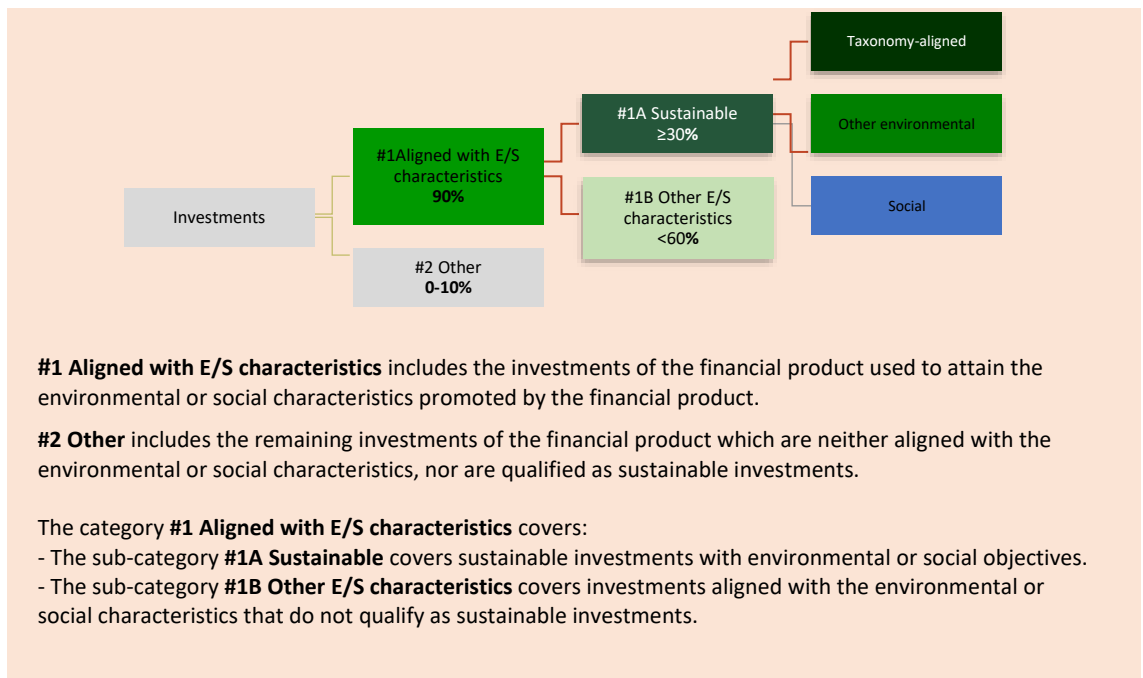 Taxonomy-aligned
#1A Sustainable
≥30%
Other environmental
#1Aligned with E/S
characteristics
90%
#1B Other E/S
characteristics
<60%
Investments
Social
#2 Other
0-10%
#1 Aligned with E/S characteristics includes the investments of the financial product used to attain the
environmental or social characteristics promoted by the financial product.
#2 Other includes the remaining investments of the financial product which are neither aligned with the
environmental or social characteristics, nor are qualified as sustainable investments.
The category #1 Aligned with E/S characteristics covers:
- The sub-category #1A Sustainable covers sustainable investments with environmental or social objectives.
- The sub-category #1B Other E/S characteristics covers investments aligned with the environmental or
social characteristics that do not qualify as sustainable investments.